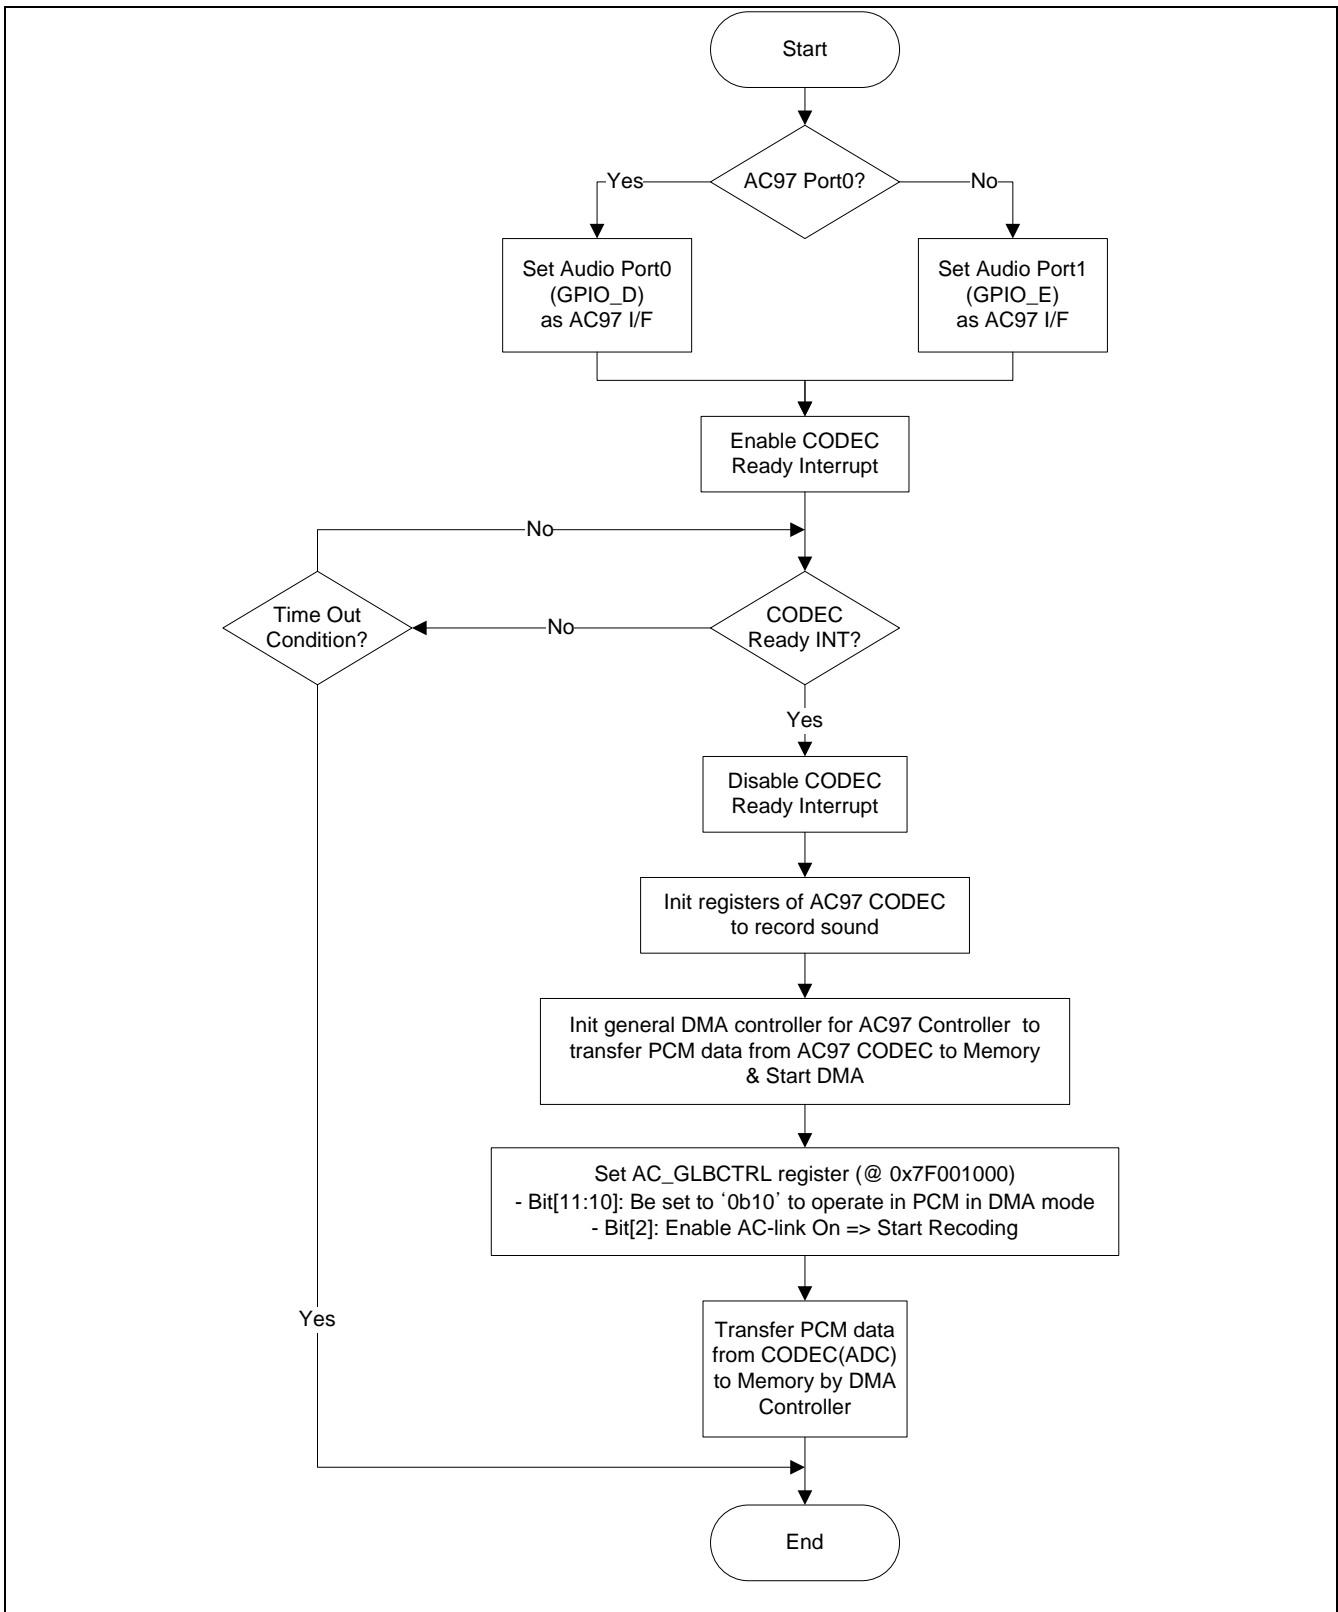 Start
AC97 Port0?
Yes
No
Set Audio Port0
(GPIO_D)
as AC97 I/F
Set Audio Port1
(GPIO_E)
as AC97 I/F
Enable CODEC
Ready Interrupt
No
Time Out
Condition?
No
CODEC
Ready INT?
Yes
Disable CODEC
Ready Interrupt
Init registers of AC97 CODEC
to record sound
Init general DMA controller for AC97 Controller to
transfer PCM data from AC97 CODEC to Memory
& Start DMA
Set AC_GLBCTRL register (@ 0x7F001000)
- Bit[11:10]: Be set to ‘0b10’ to operate in PCM in DMA mode
- Bit[2]: Enable AC-link On => Start Recoding
Yes
Transfer PCM data
from CODEC(ADC)
to Memory by DMA
Controller
End